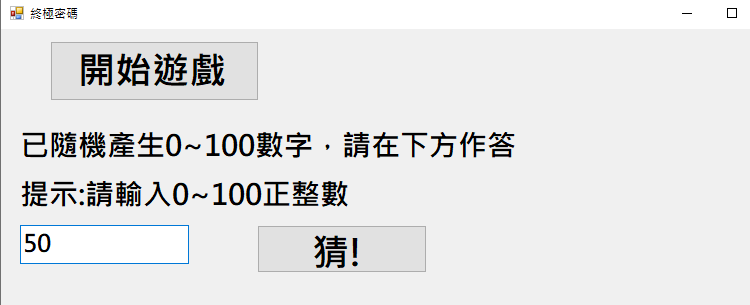 終極密碼
開始遊戲
已隨機產生0~100數字，請在下方作答
提示:請輸入0~100正整數
50
猜!